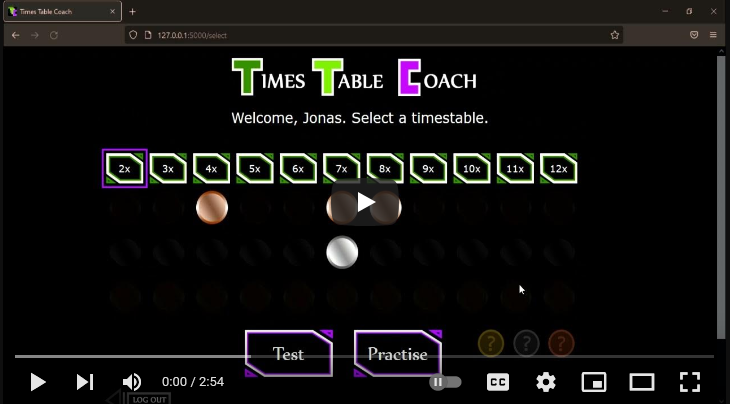 Times Table Coach
127.0.0.1:5000/select
TIMES TABLE COACH
Welcome, Jonas. Select a timestable.
2x 3x 4x 5x 6x 7x 8x 9x 10x 11x 12x
? ? ?
Test Practise
0:00 / 2:54 CC
LOG OUT